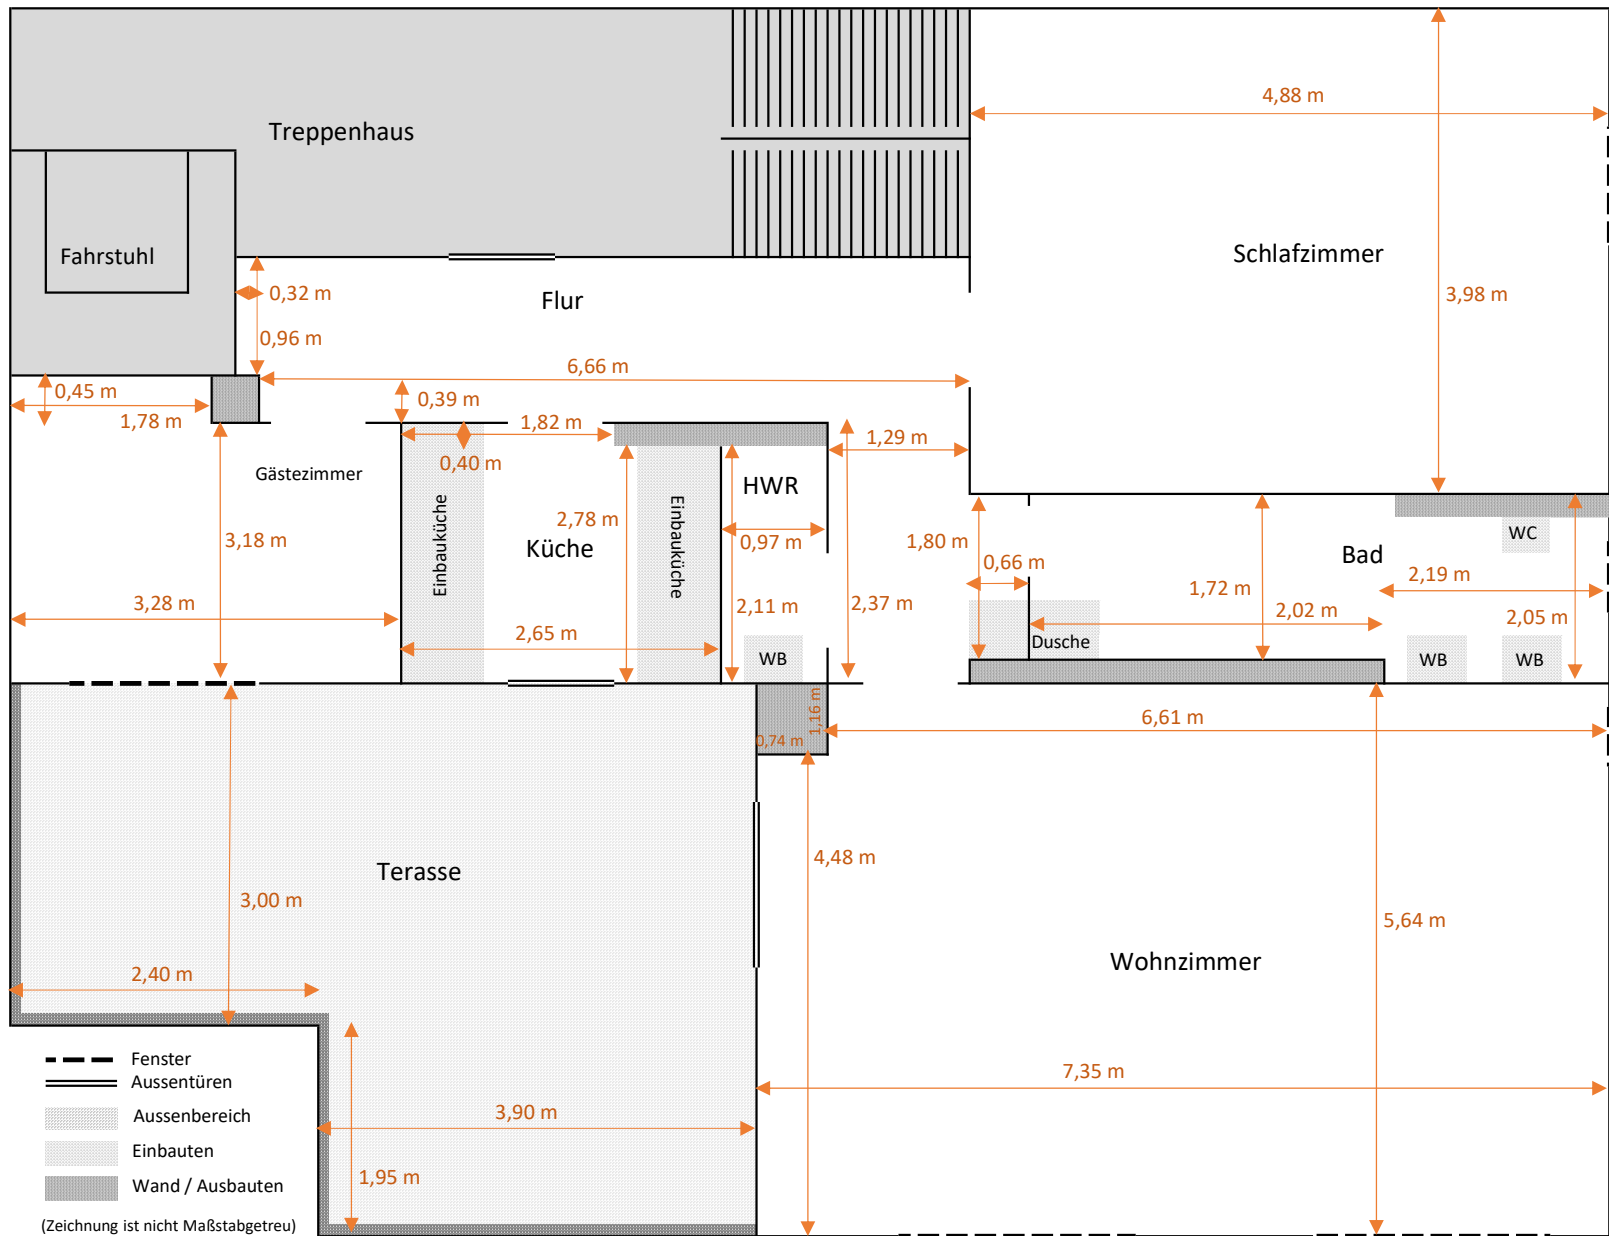 4,88 m
Treppenhaus
Fahrstuhl
Schlafzimmer
0,32 m
Flur
3,98 m
0,96 m
6,66 m
0,45 m
0,39 m
1,78 m
1,82 m
1,29 m
0,40 m
Gästezimmer
HWR
Einbauküche
2,78 m
Einbauküche
3,18 m
Küche
0,97 m
1,80 m
WC
Bad
0,66 m
2,19 m
1,72 m
3,28 m
2,11 m
2,37 m
2,02 m
2,05 m
2,65 m
Dusche
WB
WB
WB
1,16 m
6,61 m
0,74 m
4,48 m
Terasse
3,00 m
5,64 m
Wohnzimmer
2,40 m
7,35 m
3,90 m
1,95 m
Fenster
Aussentüren
Aussenbereich
Einbauten
Wand / Ausbauten
(Zeichnung ist nicht Maßstabgetreu)